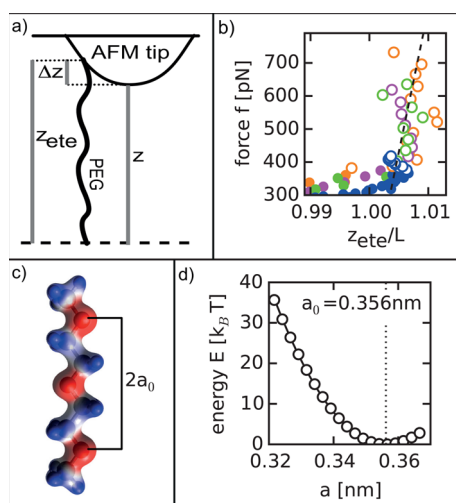 a)
AFM tip
Δz
z_ete
PEG
z
b)
force f [pN]
700
600
500
400
300
0.99 1.00 1.01
z_ete/L
c)
2a_0
d)
energy E [k_B T]
40
30
20
10
0
a_0=0.356nm
0.32 0.34 0.36
a [nm]